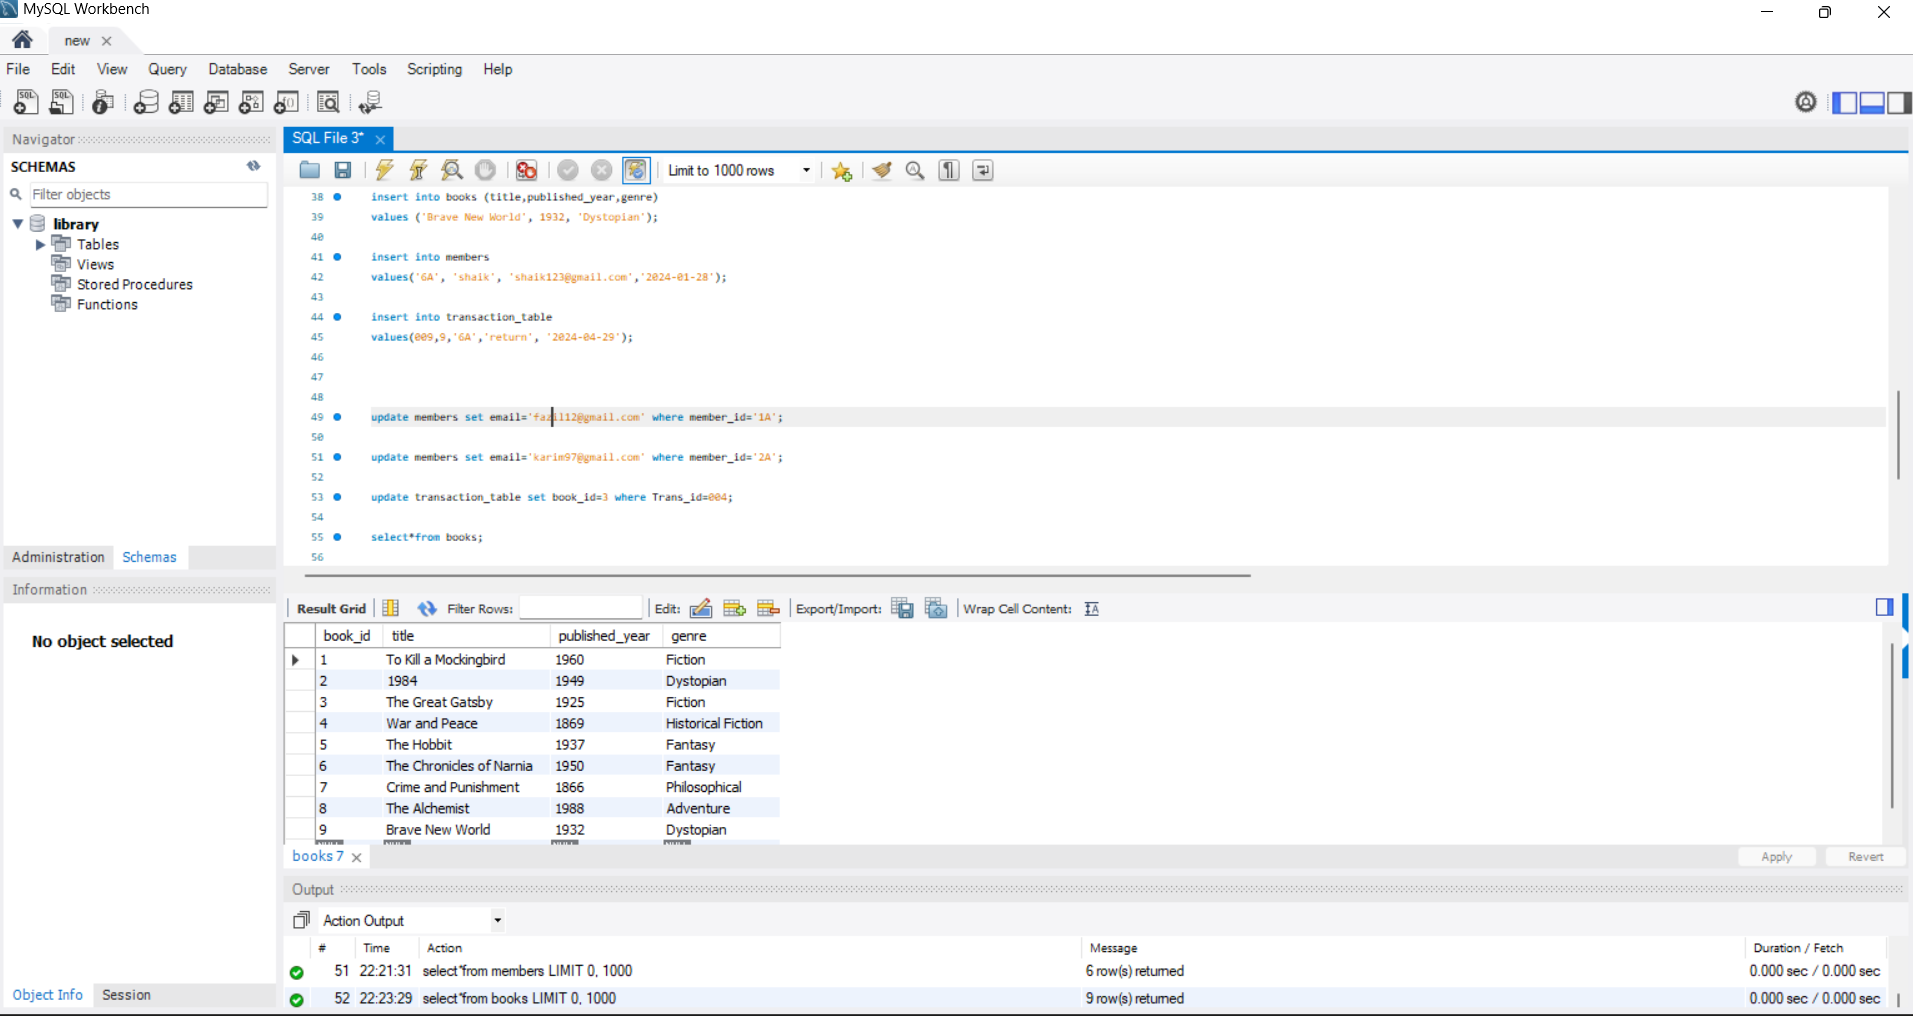 MySQL Workbench
new
File Edit View Query Database Server Tools Scripting Help
Navigator
SCHEMAS
Filter objects
library
Tables
Views
Stored Procedures
Functions
Administration Schemas
Information
No object selected
Object Info Session
SQL File 3*
Limit to 1000 rows
38 insert into books (title,published_year,genre)
39 values ('Brave New World', 1932, 'Dystopian');
40
41 insert into members
42 values('6A', 'shaik', 'shaik123@gmail.com','2024-01-28');
43
44 insert into transaction_table
45 values(009,9,'6A','return', '2024-04-29');
46
47
48
49 update members set email='fazil12@gmail.com' where member_id='1A';
50
51 update members set email='karim97@gmail.com' where member_id='2A';
52
53 update transaction_table set book_id=3 where Trans_id=004;
54
55 select*from books;
56
Result Grid Filter Rows: Edit: Export/Import: Wrap Cell Content:
book_id title published_year genre
1 To Kill a Mockingbird 1960 Fiction
2 1984 1949 Dystopian
3 The Great Gatsby 1925 Fiction
4 War and Peace 1869 Historical Fiction
5 The Hobbit 1937 Fantasy
6 The Chronicles of Narnia 1950 Fantasy
7 Crime and Punishment 1866 Philosophical
8 The Alchemist 1988 Adventure
9 Brave New World 1932 Dystopian
books 7 Apply Revert
Output
Action Output
# Time Action Message Duration / Fetch
51 22:21:31 select*from members LIMIT 0, 1000 6 row(s) returned 0.000 sec / 0.000 sec
52 22:23:29 select*from books LIMIT 0, 1000 9 row(s) returned 0.000 sec / 0.000 sec